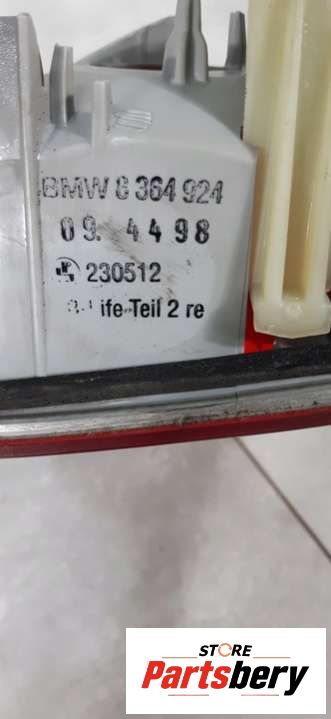 BMW 8 364 924
09. 4498
230512
ife-Teil 2 re
STORE
Partsbery